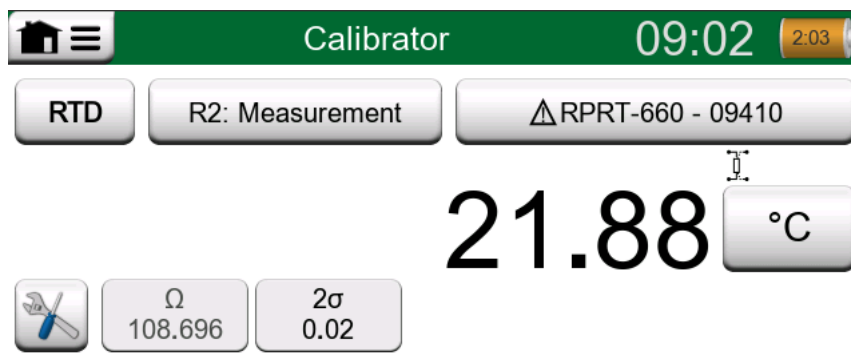 Calibrator 09:02 2:03
RTD R2: Measurement ⚠RPRT-660 - 09410
21.88 °C
Ω 2σ
108.696 0.02